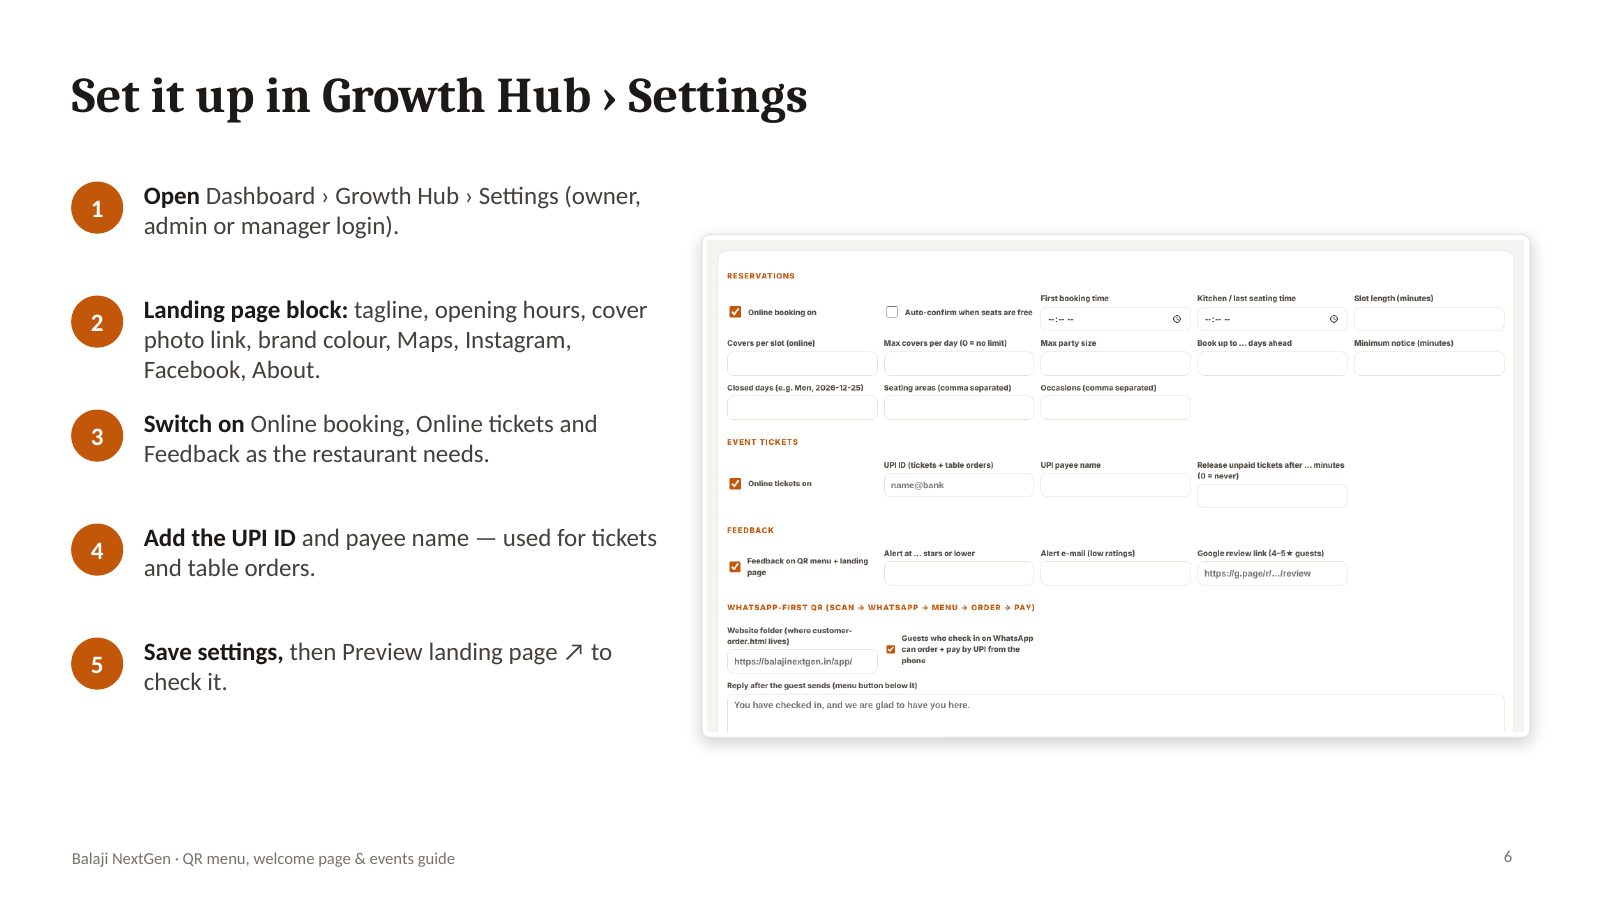 Set it up in Growth Hub › Settings
1
Open Dashboard › Growth Hub › Settings (owner,
admin or manager login).
2
Landing page block: tagline, opening hours, cover
photo link, brand colour, Maps, Instagram,
Facebook, About.
3
Switch on Online booking, Online tickets and
Feedback as the restaurant needs.
4
Add the UPI ID and payee name — used for tickets
and table orders.
5
Save settings, then Preview landing page ↗ to
check it.
RESERVATIONS
Online booking on
Auto-confirm when seats are free
First booking time
--:-- --
Kitchen / last seating time
--:-- --
Slot length (minutes)
Covers per slot (online)
Max covers per day (0 = no limit)
Max party size
Book up to ... days ahead
Minimum notice (minutes)
Closed days (e.g. Mon, 2026-12-25)
Seating areas (comma separated)
Occasions (comma separated)
EVENT TICKETS
Online tickets on
UPI ID (tickets + table orders)
name@bank
UPI payee name
Release unpaid tickets after ... minutes
(0 = never)
FEEDBACK
Feedback on QR menu + landing
page
Alert at ... stars or lower
Alert e-mail (low ratings)
Google review link (4–5★ guests)
https://g.page/r/.../review
WHATSAPP-FIRST QR (SCAN → WHATSAPP → MENU → ORDER → PAY)
Website folder (where customer-
order.html lives)
https://balajinextgen.in/app/
Guests who check in on WhatsApp
can order + pay by UPI from the
phone
Reply after the guest sends (menu button below it)
You have checked in, and we are glad to have you here.
Balaji NextGen · QR menu, welcome page & events guide
6